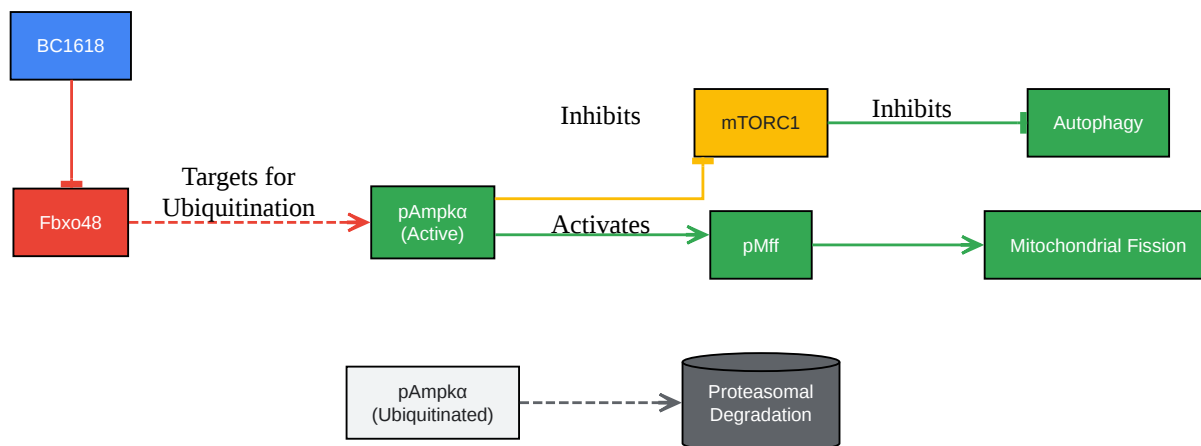 BC1618
Inhibits
mTORC1
Inhibits
Autophagy
Targets for
Ubiquitination
Fbxo48
pAmpkα
(Active)
Activates
pMff
Mitochondrial Fission
pAmpkα
(Ubiquitinated)
Proteasomal
Degradation